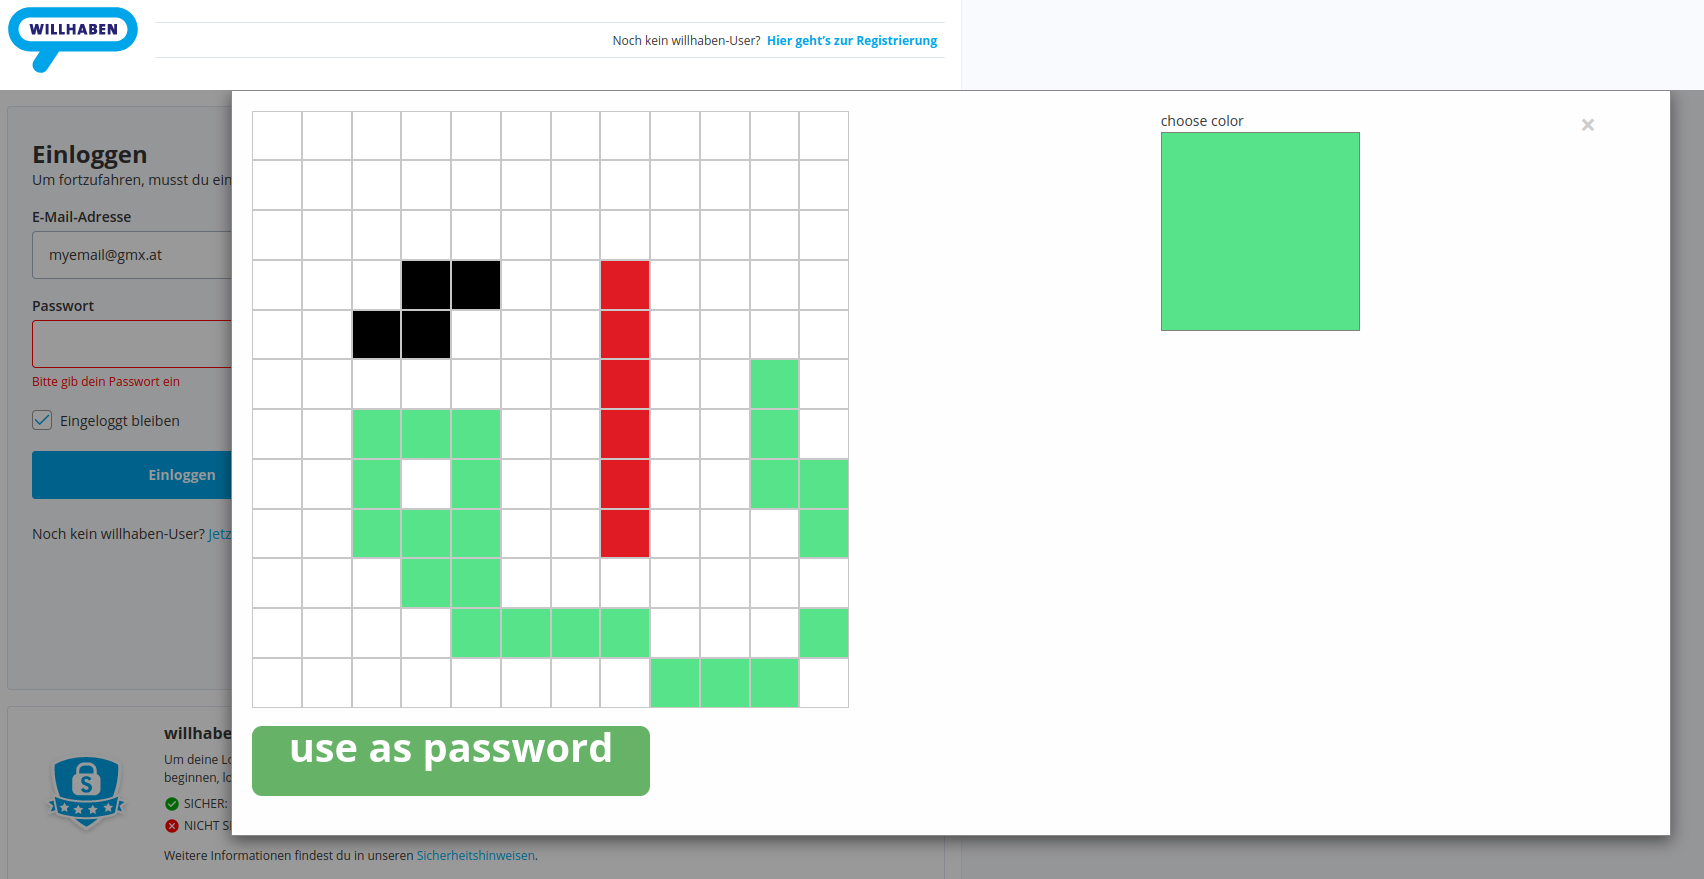 WILLHABEN
Noch kein willhaben-User? Hier geht's zur Registrierung
choose color
×
Einloggen
Um fortzufahren, musst du ein
E-Mail-Adresse
myemail@gmx.at
Passwort
Bitte gib dein Passwort ein
Eingeloggt bleiben
Einloggen
Noch kein willhaben-User? Jetz
use as password
willhabe
Um deine Lo
beginnen, lo
SICHER:
NICHT SI
Weitere Informationen findest du in unseren Sicherheitshinweisen.